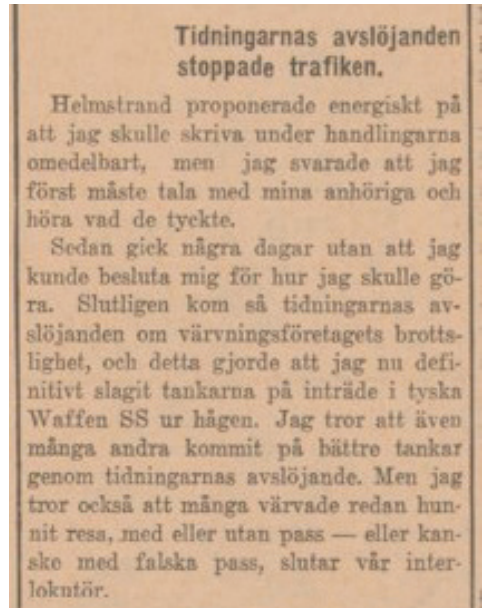 Tidningarnas avslöjanden
stoppade trafiken.
Helmstrand proponerade energiskt på
att jag skulle skriva under handlingarna
omedelbart, men jag svarade att jag
först måste tala med mina anhöriga och
höra vad de tyckte.
Sedan gick några dagar utan att jag
kunde besluta mig för hur jag skulle gö-
ra. Slutligen kom så tidningarnas av-
slöjanden om värvningsföretagets brotts-
lighet, och detta gjorde att jag nu defi-
nitivt slagit tankarna på inträde i tyska
Waffen SS ur hågen. Jag tror att även
många andra kommit på bättre tankar
genom tidningarnas avslöjande. Men jag
tror också att många värvade redan hun-
nit resa, med eller utan pass — eller kan-
ske med falska pass, slutar vår inter-
lokutör.